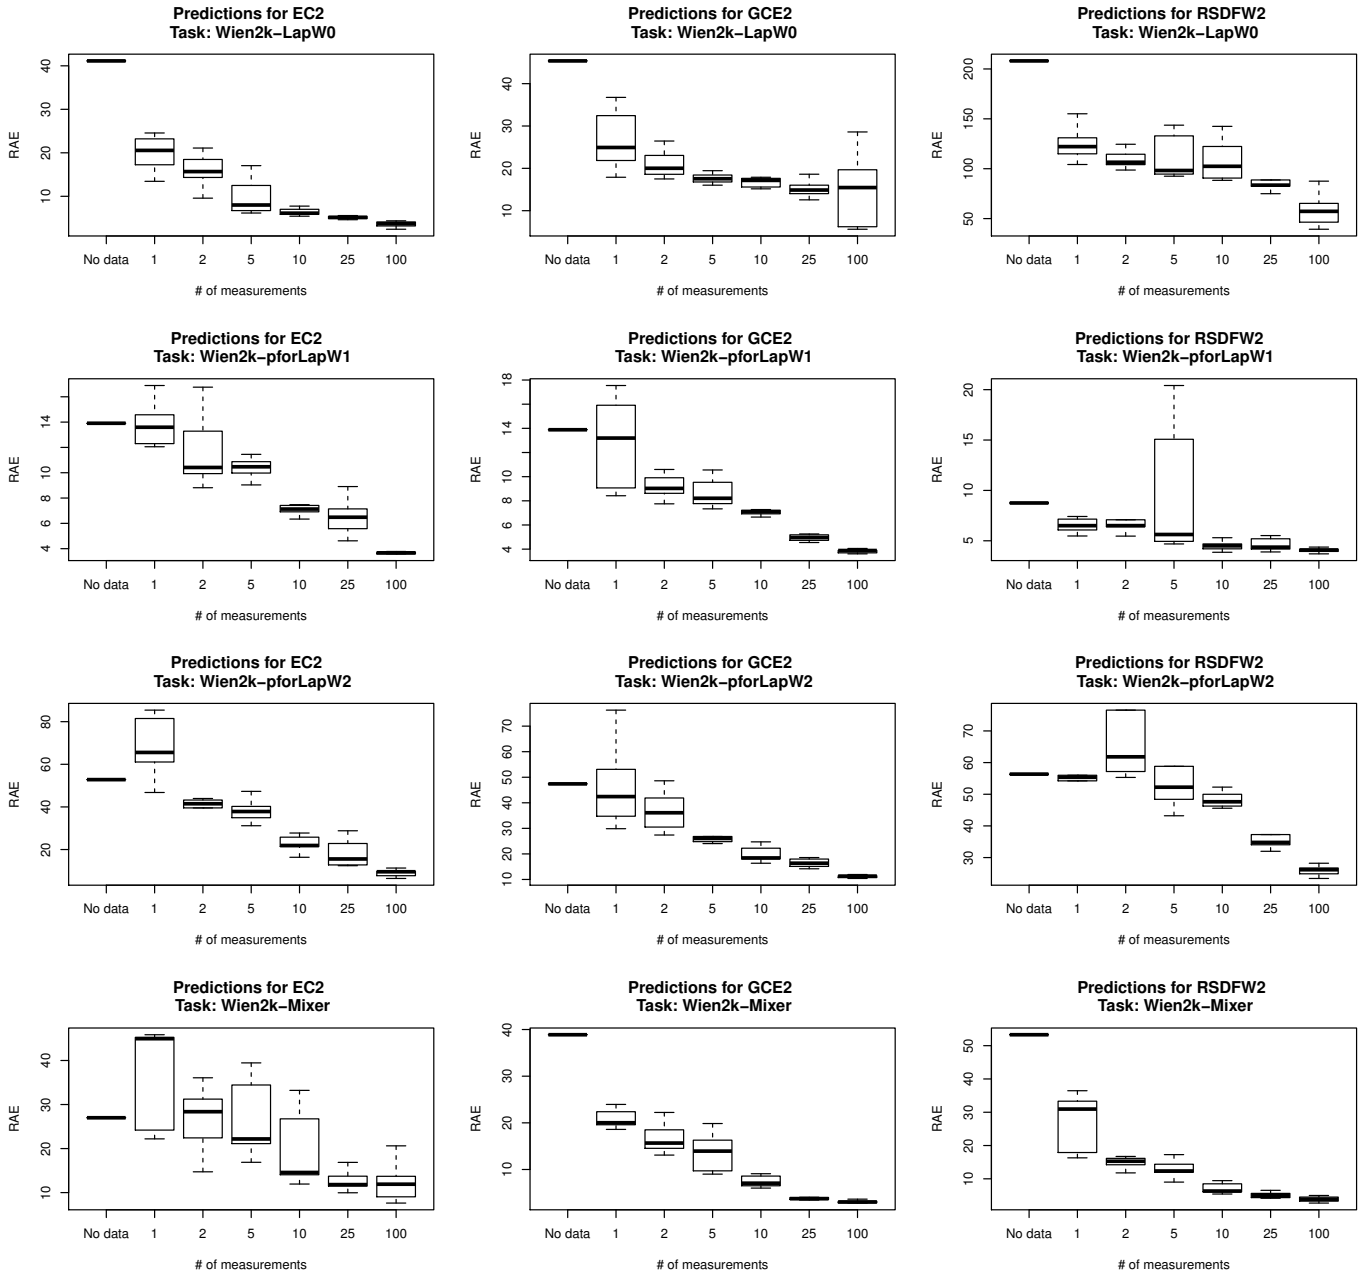 Predictions for EC2
Task: Wien2k−LapW0
RAE
10 20 30 40
No data 1 2 5 10 25 100
# of measurements
Predictions for GCE2
Task: Wien2k−LapW0
RAE
10 20 30 40
No data 1 2 5 10 25 100
# of measurements
Predictions for RSDFW2
Task: Wien2k−LapW0
RAE
50 100 150 200
No data 1 2 5 10 25 100
# of measurements
Predictions for EC2
Task: Wien2k−pforLapW1
RAE
4 6 8 10 14
No data 1 2 5 10 25 100
# of measurements
Predictions for GCE2
Task: Wien2k−pforLapW1
RAE
4 6 8 10 14 18
No data 1 2 5 10 25 100
# of measurements
Predictions for RSDFW2
Task: Wien2k−pforLapW1
RAE
5 10 15 20
No data 1 2 5 10 25 100
# of measurements
Predictions for EC2
Task: Wien2k−pforLapW2
RAE
20 40 60 80
No data 1 2 5 10 25 100
# of measurements
Predictions for GCE2
Task: Wien2k−pforLapW2
RAE
10 20 30 40 50 60 70
No data 1 2 5 10 25 100
# of measurements
Predictions for RSDFW2
Task: Wien2k−pforLapW2
RAE
30 40 50 60 70
No data 1 2 5 10 25 100
# of measurements
Predictions for EC2
Task: Wien2k−Mixer
RAE
10 20 30 40
No data 1 2 5 10 25 100
# of measurements
Predictions for GCE2
Task: Wien2k−Mixer
RAE
10 20 30 40
No data 1 2 5 10 25 100
# of measurements
Predictions for RSDFW2
Task: Wien2k−Mixer
RAE
10 20 30 40 50
No data 1 2 5 10 25 100
# of measurements